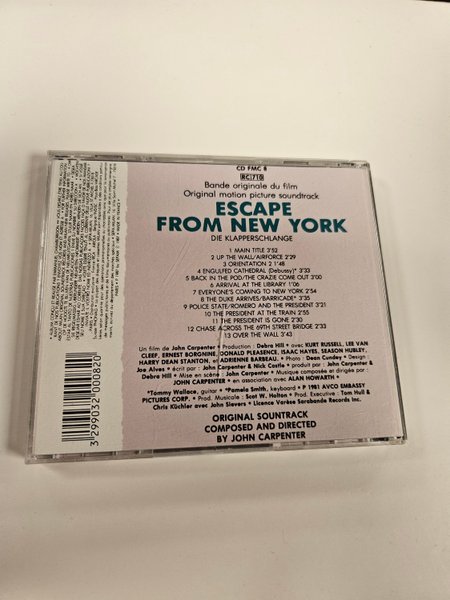 CD FMC 8
RC:710
Bande originale du film
Original motion picture soundtrack
ESCAPE
FROM NEW YORK
DIE KLAPPERSCHLANGE
1 MAIN TITLE 3'52
2 UP THE WALL/AIRFORCE 2'29
3 ORIENTATION 2 1'48
4 ENGULFED CATHEDRAL (Debussy)* 3'33
5 BACK IN THE POD/THE CRAZIE COME OUT 3'00
6 ARRIVAL AT THE LIBRARY 1'06
7 EVERYONE'S COMING TO NEW YORK 2'54
8 THE DUKE ARRIVES/BARRICADE* 3'35
9 POLICE STATE/ROMERO AND THE PRESIDENT 3'21
10 THE PRESIDENT AT THE TRAIN 2'55
11 THE PRESIDENT IS GONE 2'30
12 CHASE ACROSS THE 69TH STREET BRIDGE 2'33
13 OVER THE WALL 3'43
Un film de John Carpenter • Production : Debra Hill • avec KURT RUSSELL, LEE VAN
CLEEF, ERNEST BORGNINE, DONALD PLEASENCE, ISAAC HAYES, SEASON HUBLEY,
HARRY DEAN STANTON, et ADRIENNE BARBEAU. • Photo : Dean Cundey • Design :
Joe Alves • écrit par : John Carpenter & Nick Castle • produit par : John Carpenter &
Debra Hill • Mise en scène : John Carpenter • Musique composée et dirigée par :
JOHN CARPENTER • en association avec ALAN HOWARTH •
*Tommy Wallace, guitar • *Pamela Smith, keyboard • P 1981 AVCO EMBASSY
PICTURES CORP. • Prod. Musicale : Scot W. Holton • Prod. Executive : Tom Hull &
Chris Küchler avec John Sievers • Licence Varèse Sarabande Records Inc.
ORIGINAL SOUNTRACK
COMPOSED AND DIRECTED
BY JOHN CARPENTER
3 299032 000820